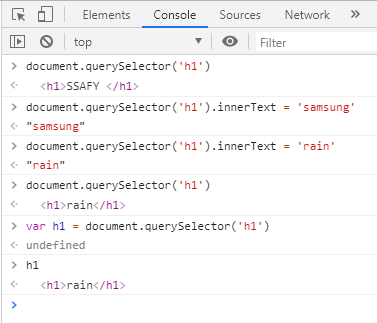 Elements Console Sources Network »
top ▼ Filter
> document.querySelector('h1')
<h1>SSAFY </h1>
> document.querySelector('h1').innerText = 'samsung'
"samsung"
> document.querySelector('h1').innerText = 'rain'
"rain"
> document.querySelector('h1')
<h1>rain</h1>
> var h1 = document.querySelector('h1')
undefined
> h1
<h1>rain</h1>
>